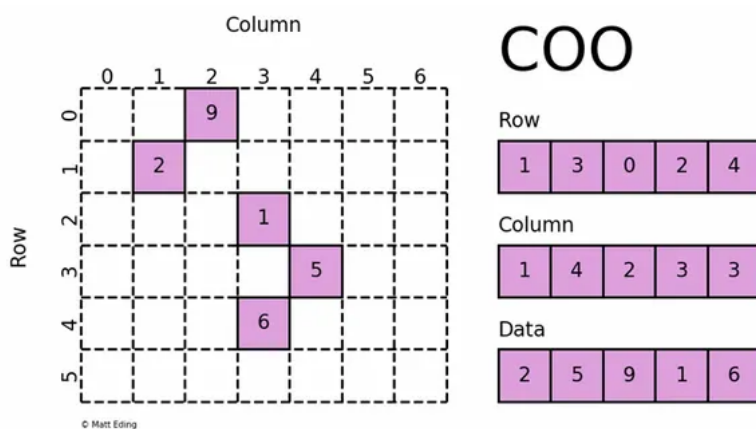 Column
0 1 2 3 4 5 6
Row
0 9
1 2
2 1
3 5
4 6
5
© Matt Eding
COO
Row
1 3 0 2 4
Column
1 4 2 3 3
Data
2 5 9 1 6